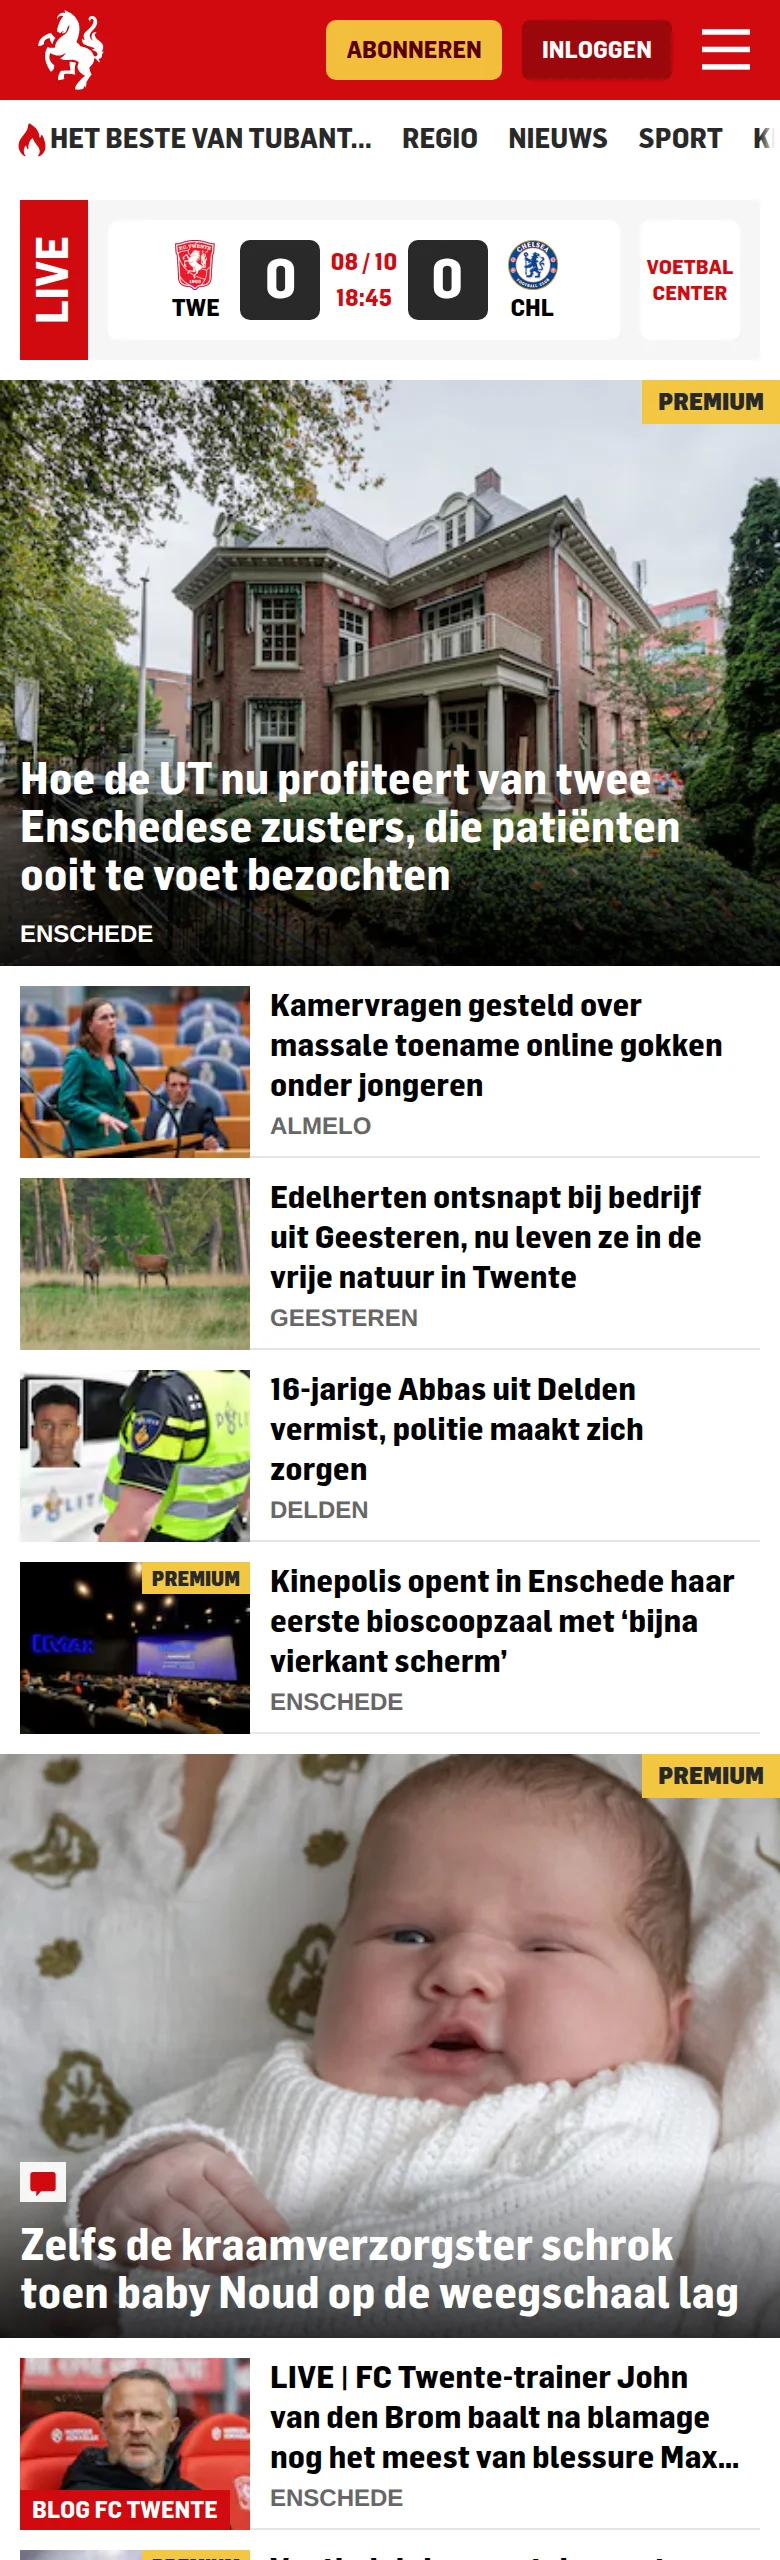 ABONNEREN
INLOGGEN
HET BESTE VAN TUBANT... REGIO NIEUWS SPORT
LIVE
TWE
0
08 / 10
18:45
0
CHL
VOETBAL
CENTER
PREMIUM
Hoe de UT nu profiteert van twee
Enschedese zusters, die patiënten
ooit te voet bezochten
ENSCHEDE
Kamervragen gesteld over
massale toename online gokken
onder jongeren
ALMELO
Edelherten ontsnapt bij bedrijf
uit Geesteren, nu leven ze in de
vrije natuur in Twente
GEESTEREN
16-jarige Abbas uit Delden
vermist, politie maakt zich
zorgen
DELDEN
PREMIUM
IMAX
Kinepolis opent in Enschede haar
eerste bioscoopzaal met ‘bijna
vierkant scherm’
ENSCHEDE
PREMIUM
Zelfs de kraamverzorgster schrok
toen baby Noud op de weegschaal lag
BLOG FC TWENTE
LIVE | FC Twente-trainer John
van den Brom baalt na blamage
nog het meest van blessure Max...
ENSCHEDE